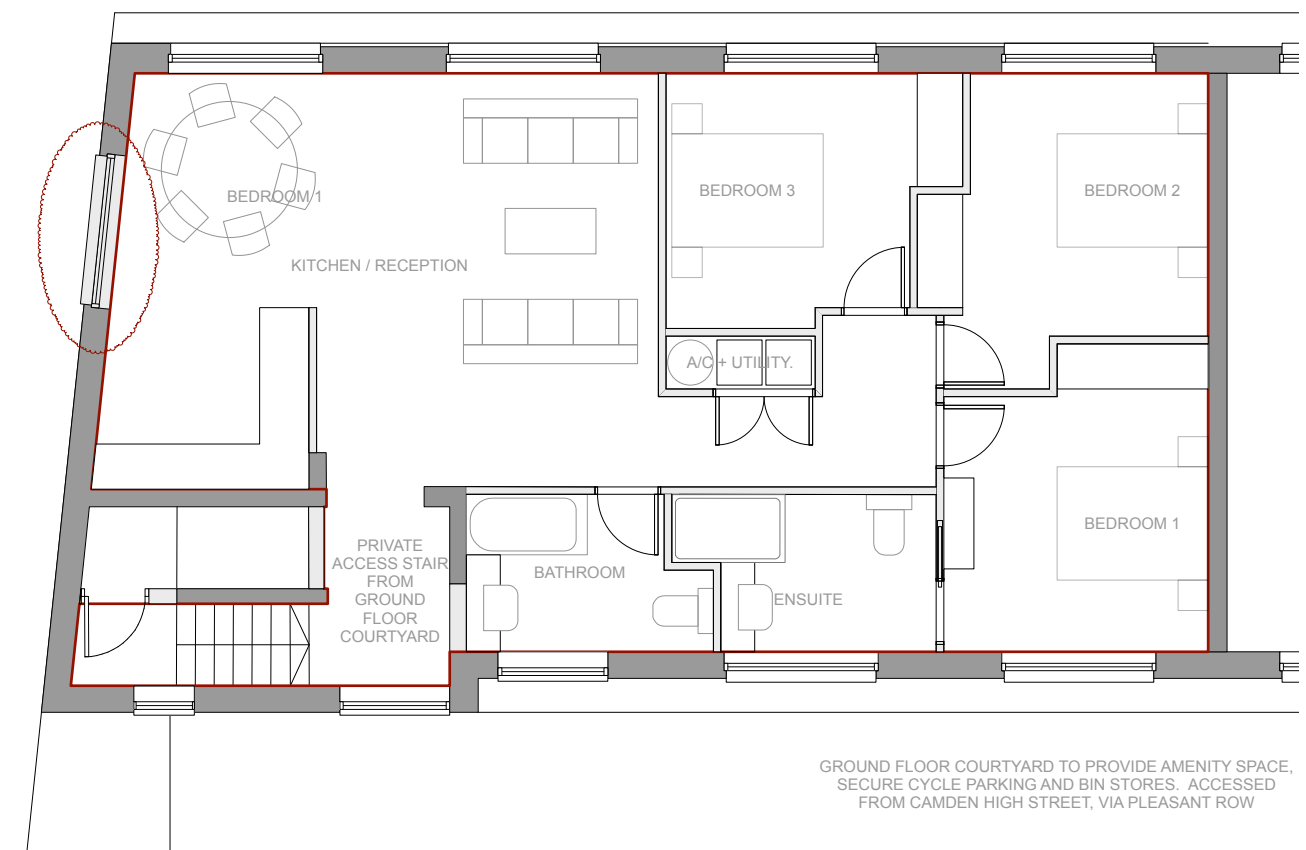 BEDROOM 3
BEDROOM 2
BEDROOM 1
KITCHEN / RECEPTION
A/C + UTILITY.
PRIVATE
ACCESS STAIR
FROM
GROUND
FLOOR
COURTYARD
BATHROOM
ENSUITE
BEDROOM 1
GROUND FLOOR COURTYARD TO PROVIDE AMENITY SPACE,
SECURE CYCLE PARKING AND BIN STORES. ACCESSED
FROM CAMDEN HIGH STREET, VIA PLEASANT ROW